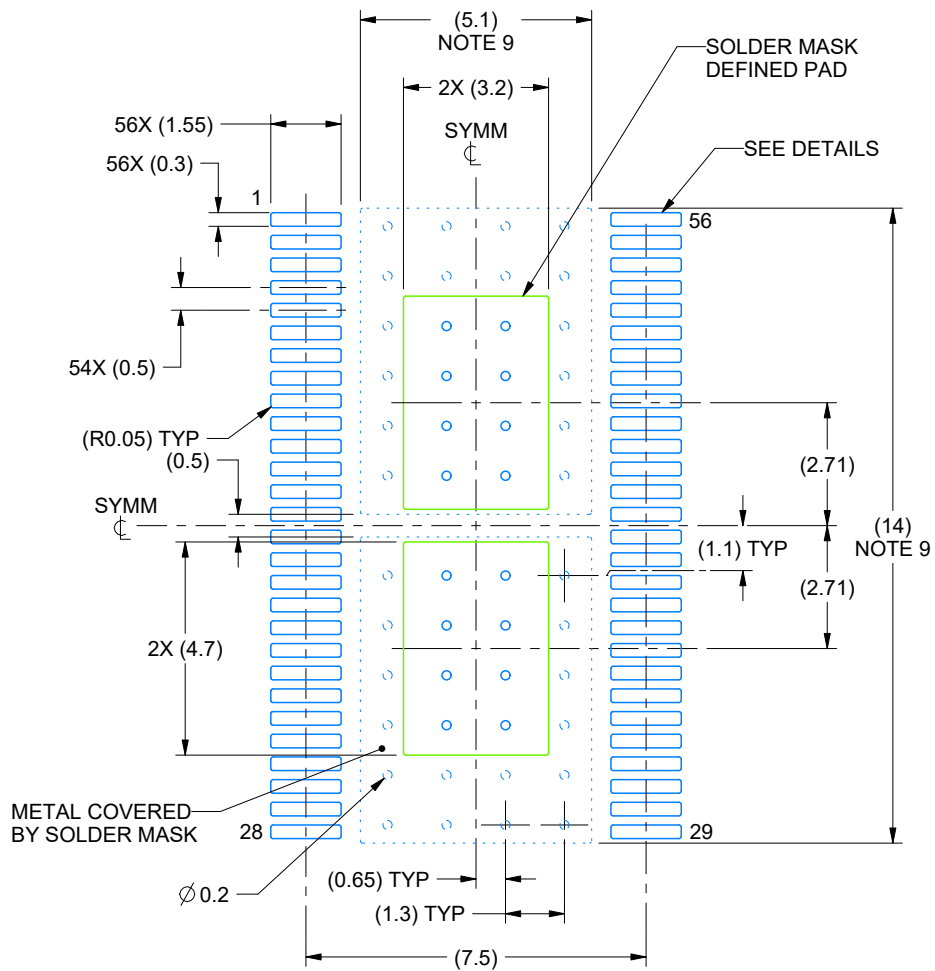 (5.1)
NOTE 9
SOLDER MASK
DEFINED PAD
2X (3.2)
56X (1.55)
SYMM
℄
SEE DETAILS
56X (0.3)
1
56
54X (0.5)
(R0.05) TYP
(0.5)
(2.71)
SYMM
℄
(14)
NOTE 9
(1.1) TYP
(2.71)
2X (4.7)
METAL COVERED
BY SOLDER MASK
28
29
(0.65) TYP
∅ 0.2
(1.3) TYP
(7.5)